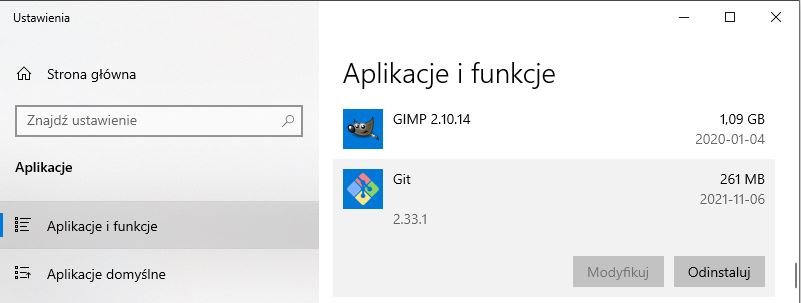 Ustawienia
Strona główna
Znajdź ustawienie
Aplikacje
Aplikacje i funkcje
Aplikacje domyślne
Aplikacje i funkcje
GIMP 2.10.14 1,09 GB
2020-01-04
Git 261 MB
2021-11-06
2.33.1
Modyfikuj Odinstaluj